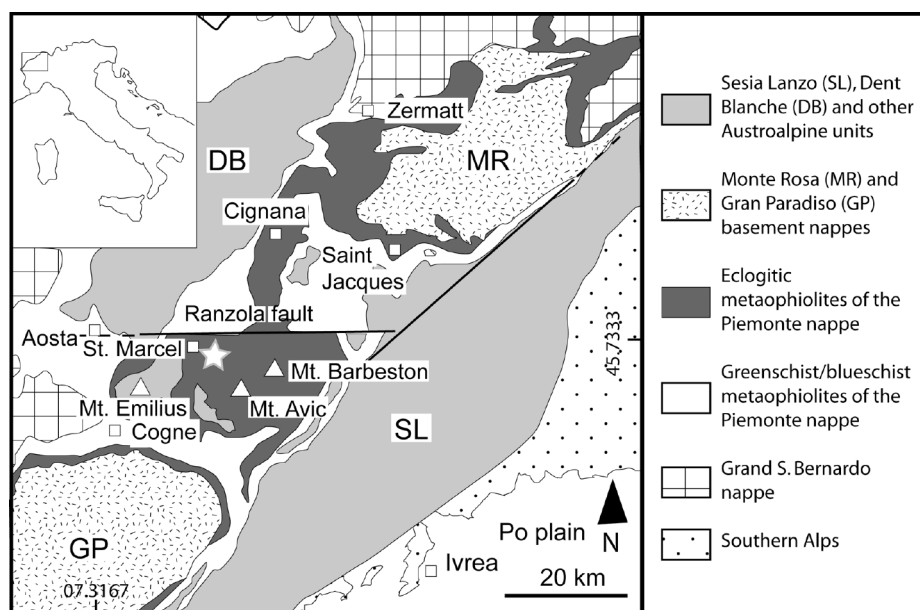 Zermatt
DB
MR
Cignana
Saint
Jacques
Ranzola fault
Aosta
St. Marcel
45.7333
Mt. Barbeston
Mt. Emilius
Mt. Avic
Cogne
SL
GP
Po plain
N
Ivrea
20 km
07.3167
Sesia Lanzo (SL), Dent
Blanche (DB) and other
Austroalpine units
Monte Rosa (MR) and
Gran Paradiso (GP)
basement nappes
Eclogitic
metaophiolites of the
Piemonte nappe
Greenschist/blueschist
metaophiolites of the
Piemonte nappe
Grand S. Bernardo
nappe
Southern Alps